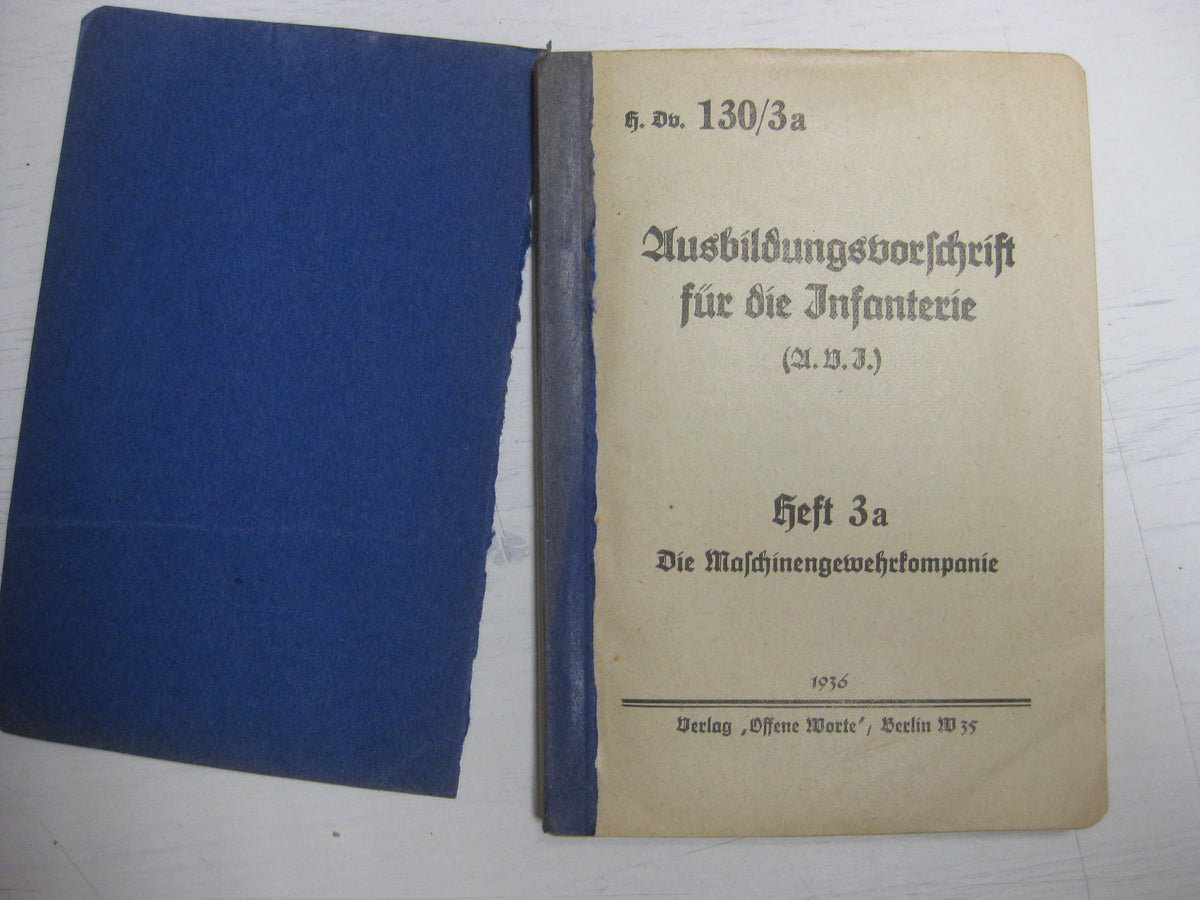 H. Dv. 130/3a
Ausbildungsvorschrift
für die Infanterie
(A. V. I.)
Heft 3a
Die Maschinengewehrkompanie
1936
Verlag „Offene Worte“, Berlin W 35